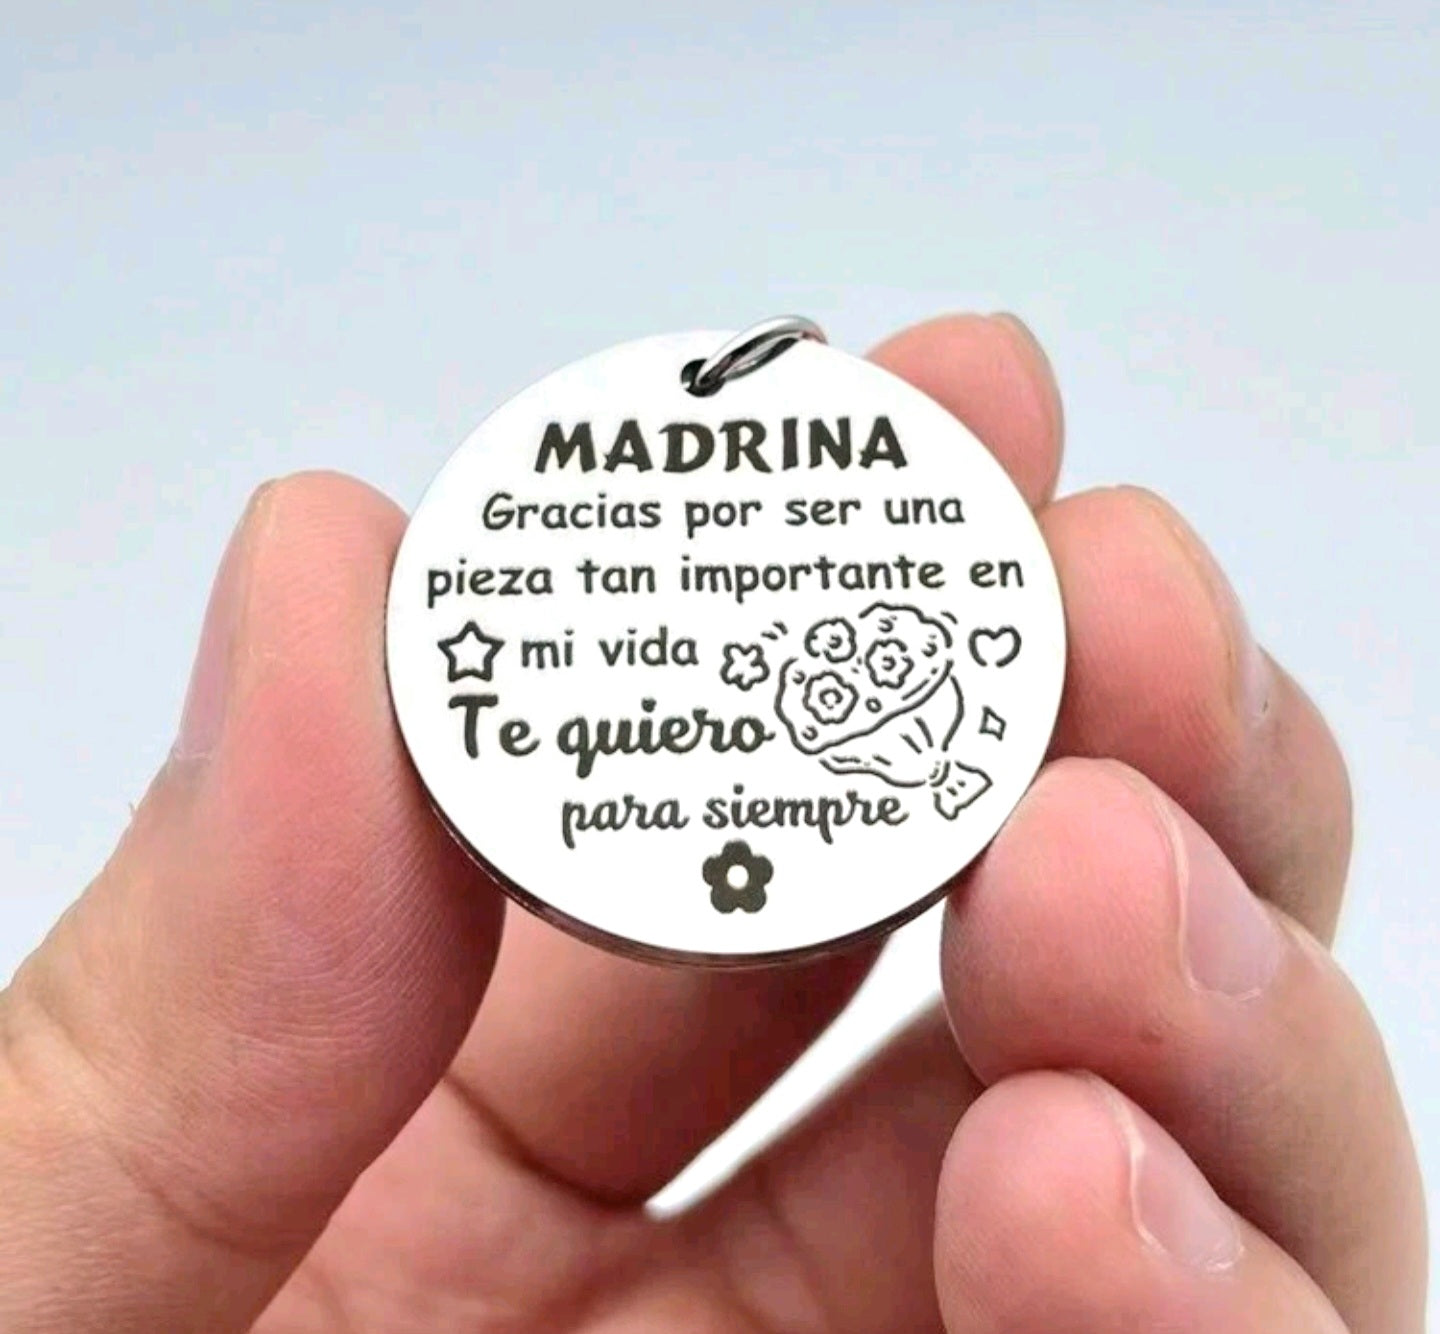 MADRINA
Gracias por ser una
pieza tan importante en
mi vida
Te quiero
para siempre